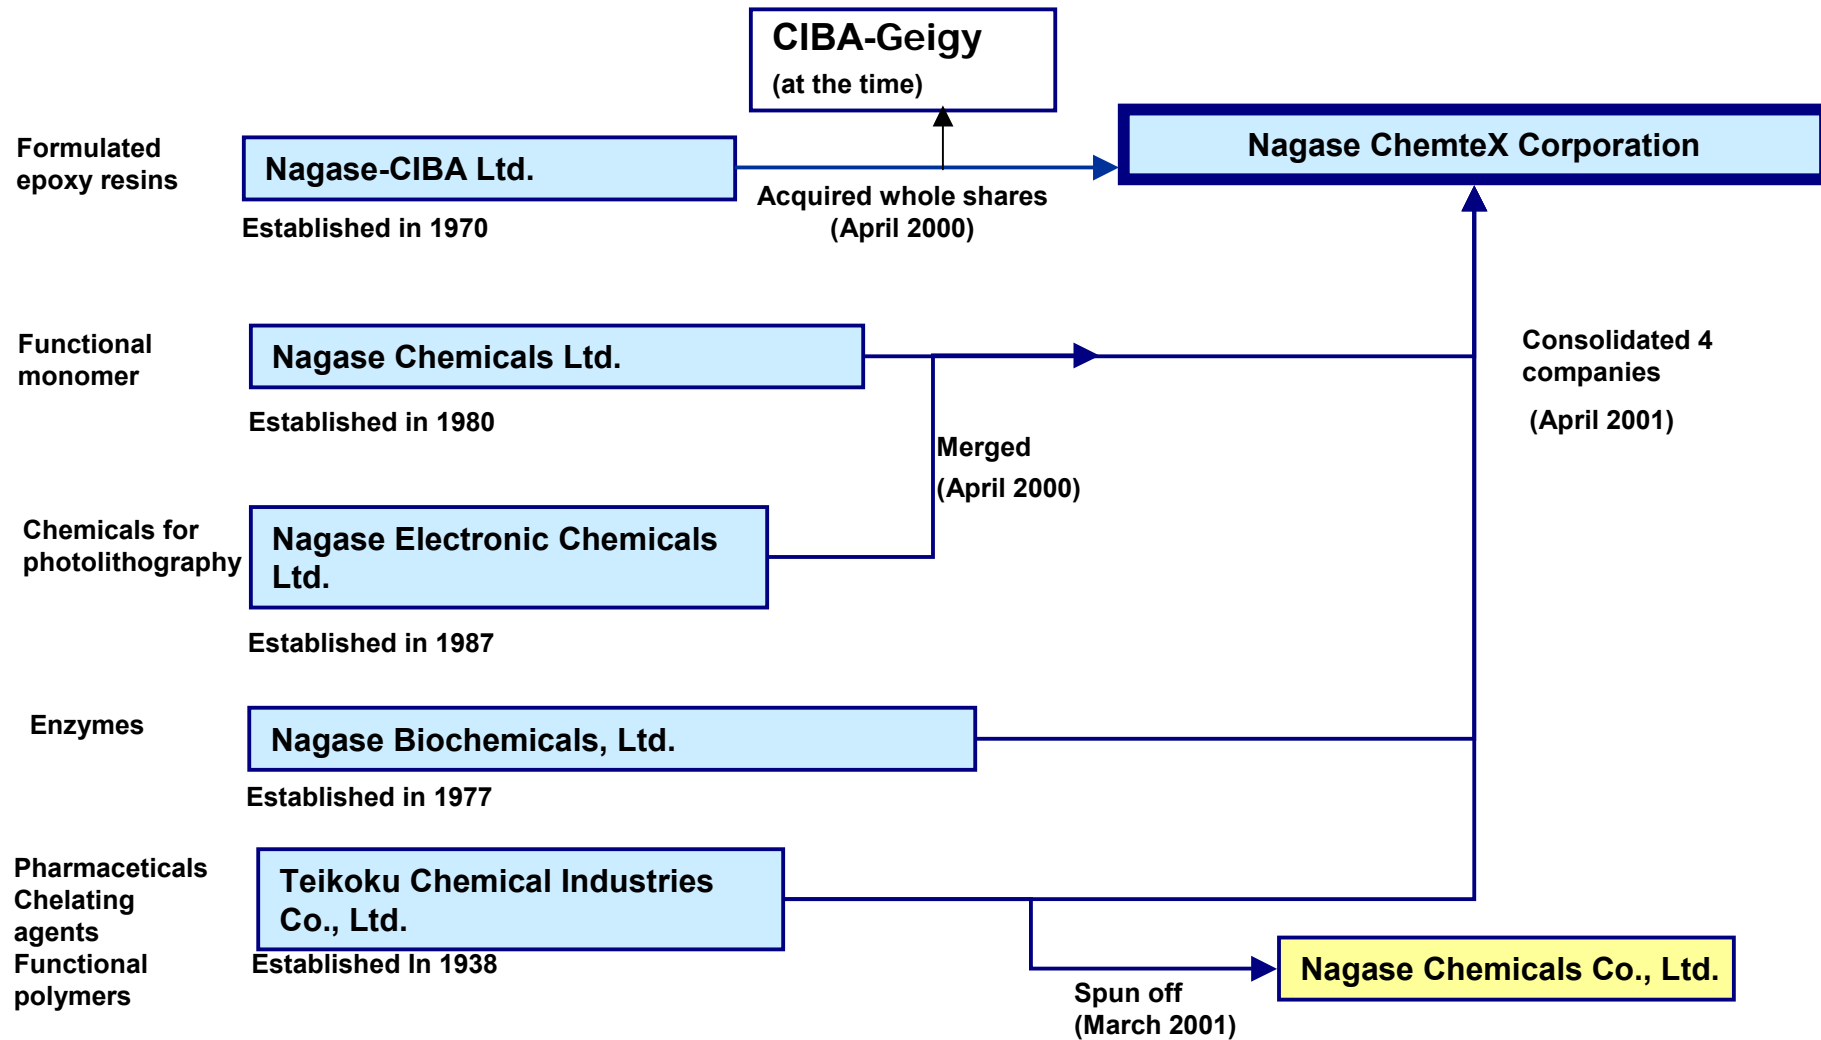 CIBA-Geigy
(at the time)
Nagase ChemteX Corporation
Formulated
epoxy resins
Nagase-CIBA Ltd.
Established in 1970
Acquired whole shares
(April 2000)
Functional
monomer
Nagase Chemicals Ltd.
Established in 1980
Consolidated 4
companies
(April 2001)
Merged
(April 2000)
Chemicals for
photolithography
Nagase Electronic Chemicals
Ltd.
Established in 1987
Enzymes
Nagase Biochemicals, Ltd.
Established in 1977
Pharmaceticals
Chelating
agents
Functional
polymers
Teikoku Chemical Industries
Co., Ltd.
Established In 1938
Spun off
(March 2001)
Nagase Chemicals Co., Ltd.